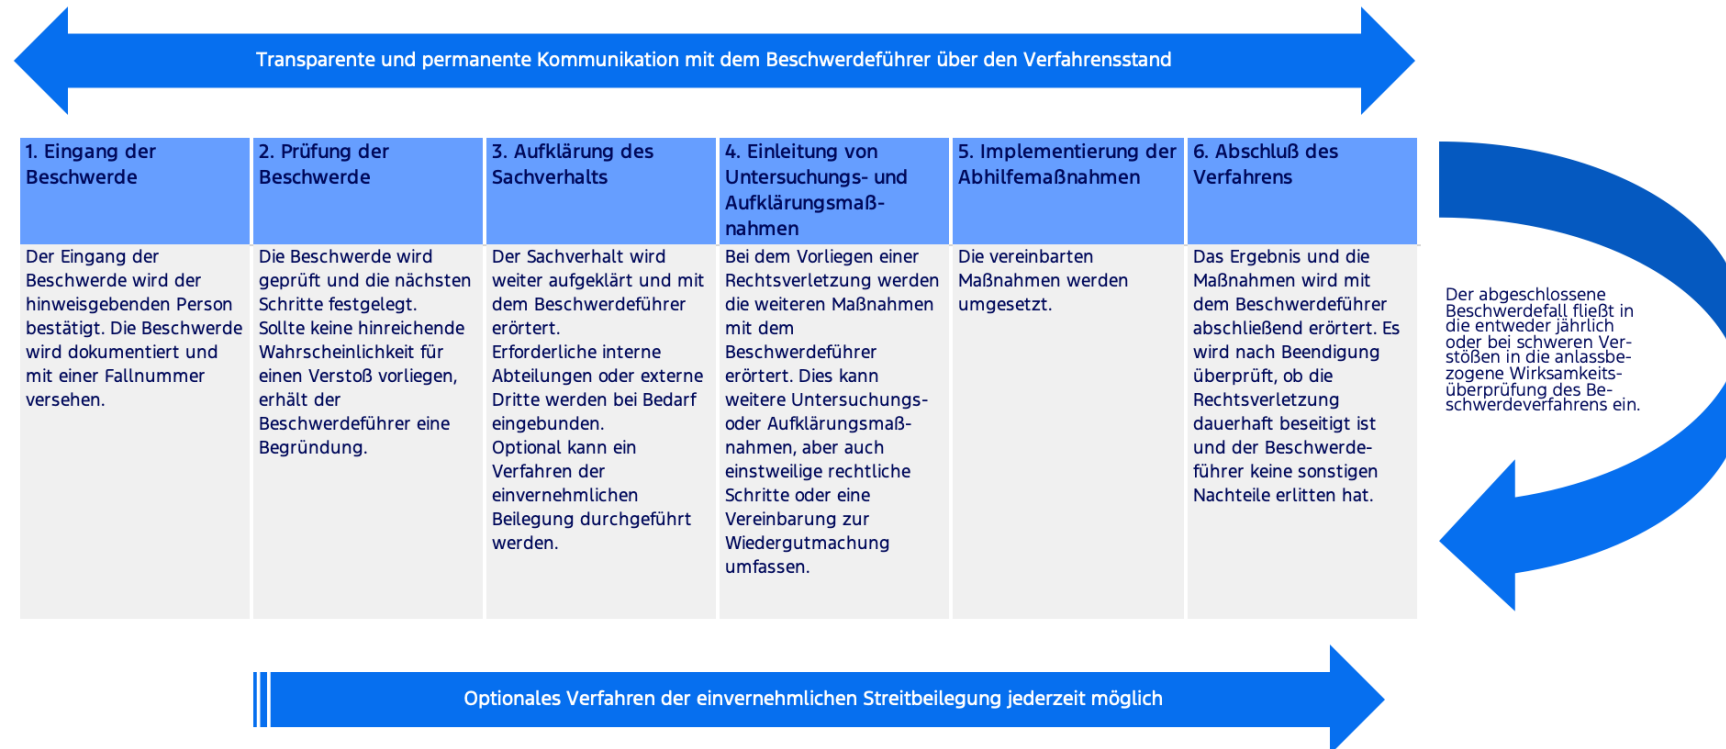 Transparente und permanente Kommunikation mit dem Beschwerdeführer über den Verfahrensstand
1. Eingang der
Beschwerde
Der Eingang der
Beschwerde wird der
hinweisgebenden Person
bestätigt. Die Beschwerde
wird dokumentiert und
mit einer Fallnummer
versehen.
2. Prüfung der
Beschwerde
Die Beschwerde wird
geprüft und die nächsten
Schritte festgelegt.
Sollte keine hinreichende
Wahrscheinlichkeit für
einen Verstoß vorliegen,
erhält der
Beschwerdeführer eine
Begründung.
3. Aufklärung des
Sachverhalts
Der Sachverhalt wird
weiter aufgeklärt und mit
dem Beschwerdeführer
erörtert.
Erforderliche interne
Abteilungen oder externe
Dritte werden bei Bedarf
eingebunden.
Optional kann ein
Verfahren der
einvernehmlichen
Beilegung durchgeführt
werden.
4. Einleitung von
Untersuchungs- und
Aufklärungsmaß-
nahmen
Bei dem Vorliegen einer
Rechtsverletzung werden
die weiteren Maßnahmen
mit dem
Beschwerdeführer
erörtert. Dies kann
weitere Untersuchungs-
oder Aufklärungsmaß-
nahmen, aber auch
einstweilige rechtliche
Schritte oder eine
Vereinbarung zur
Wiedergutmachung
umfassen.
5. Implementierung der
Abhilfemaßnahmen
Die vereinbarten
Maßnahmen werden
umgesetzt.
6. Abschluß des
Verfahrens
Das Ergebnis und die
Maßnahmen wird mit
dem Beschwerdeführer
abschließend erörtert. Es
wird nach Beendigung
überprüft, ob die
Rechtsverletzung
dauerhaft beseitigt ist
und der Beschwerde-
führer keine sonstigen
Nachteile erlitten hat.
Der abgeschlossene
Beschwerdefall fließt in
die entweder jährlich
oder bei schweren Ver-
stößen in die anlassbe-
zogene Wirksamkeits-
überprüfung des Be-
schwerdeverfahrens ein.
Optionales Verfahren der einvernehmlichen Streitbeilegung jederzeit möglich